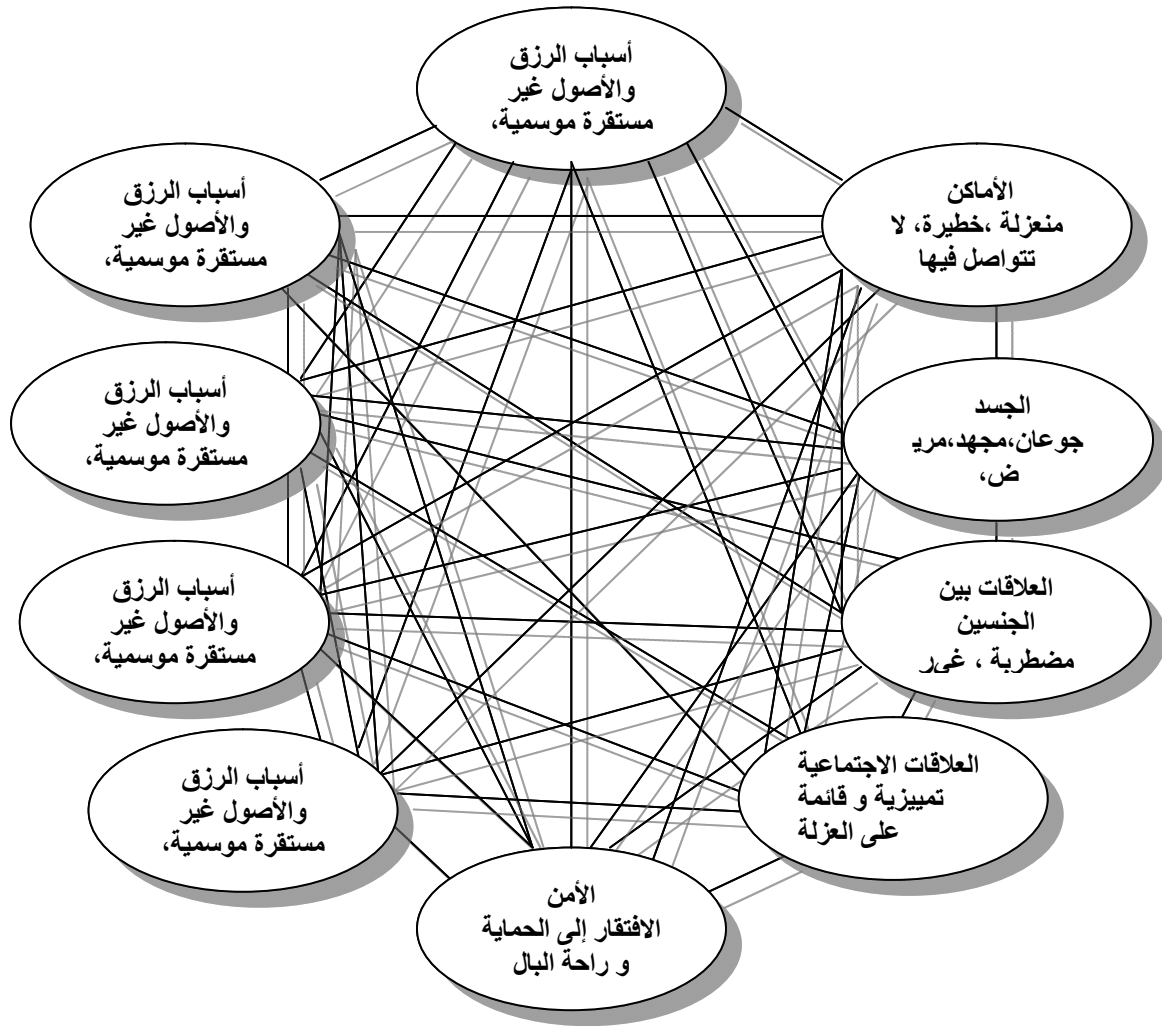 أسباب الرزق
والأصول غير
مستقرة موسمية،
الأماكن
منعزلة ،خطيرة، لا
تتواصل فيها
الجسد
جوعان،مجهد،مري
ض،
العلاقات بين
الجنسين
مضطربة ، غير
العلاقات الاجتماعية
تمييزية و قائمة
على العزلة
الأمن
الافتقار إلى الحماية
و راحة البال
أسباب الرزق
والأصول غير
مستقرة موسمية،
أسباب الرزق
والأصول غير
مستقرة موسمية،
أسباب الرزق
والأصول غير
مستقرة موسمية،
أسباب الرزق
والأصول غير
مستقرة موسمية،